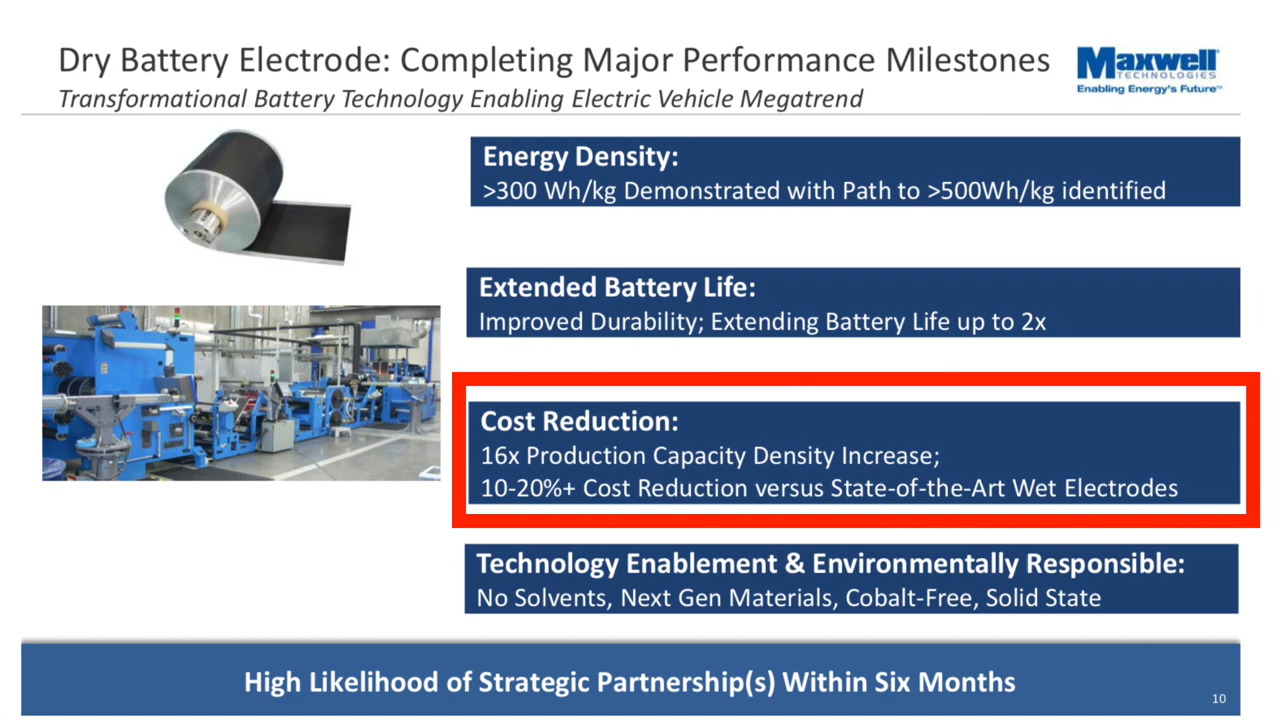 Dry Battery Electrode: Completing Major Performance Milestones
Transformational Battery Technology Enabling Electric Vehicle Megatrend
Maxwell
TECHNOLOGIES
Enabling Energy's Future™
Energy Density:
>300 Wh/kg Demonstrated with Path to >500Wh/kg identified
Extended Battery Life:
Improved Durability; Extending Battery Life up to 2x
Cost Reduction:
16x Production Capacity Density Increase;
10-20%+ Cost Reduction versus State-of-the-Art Wet Electrodes
Technology Enablement & Environmentally Responsible:
No Solvents, Next Gen Materials, Cobalt-Free, Solid State
High Likelihood of Strategic Partnership(s) Within Six Months
10